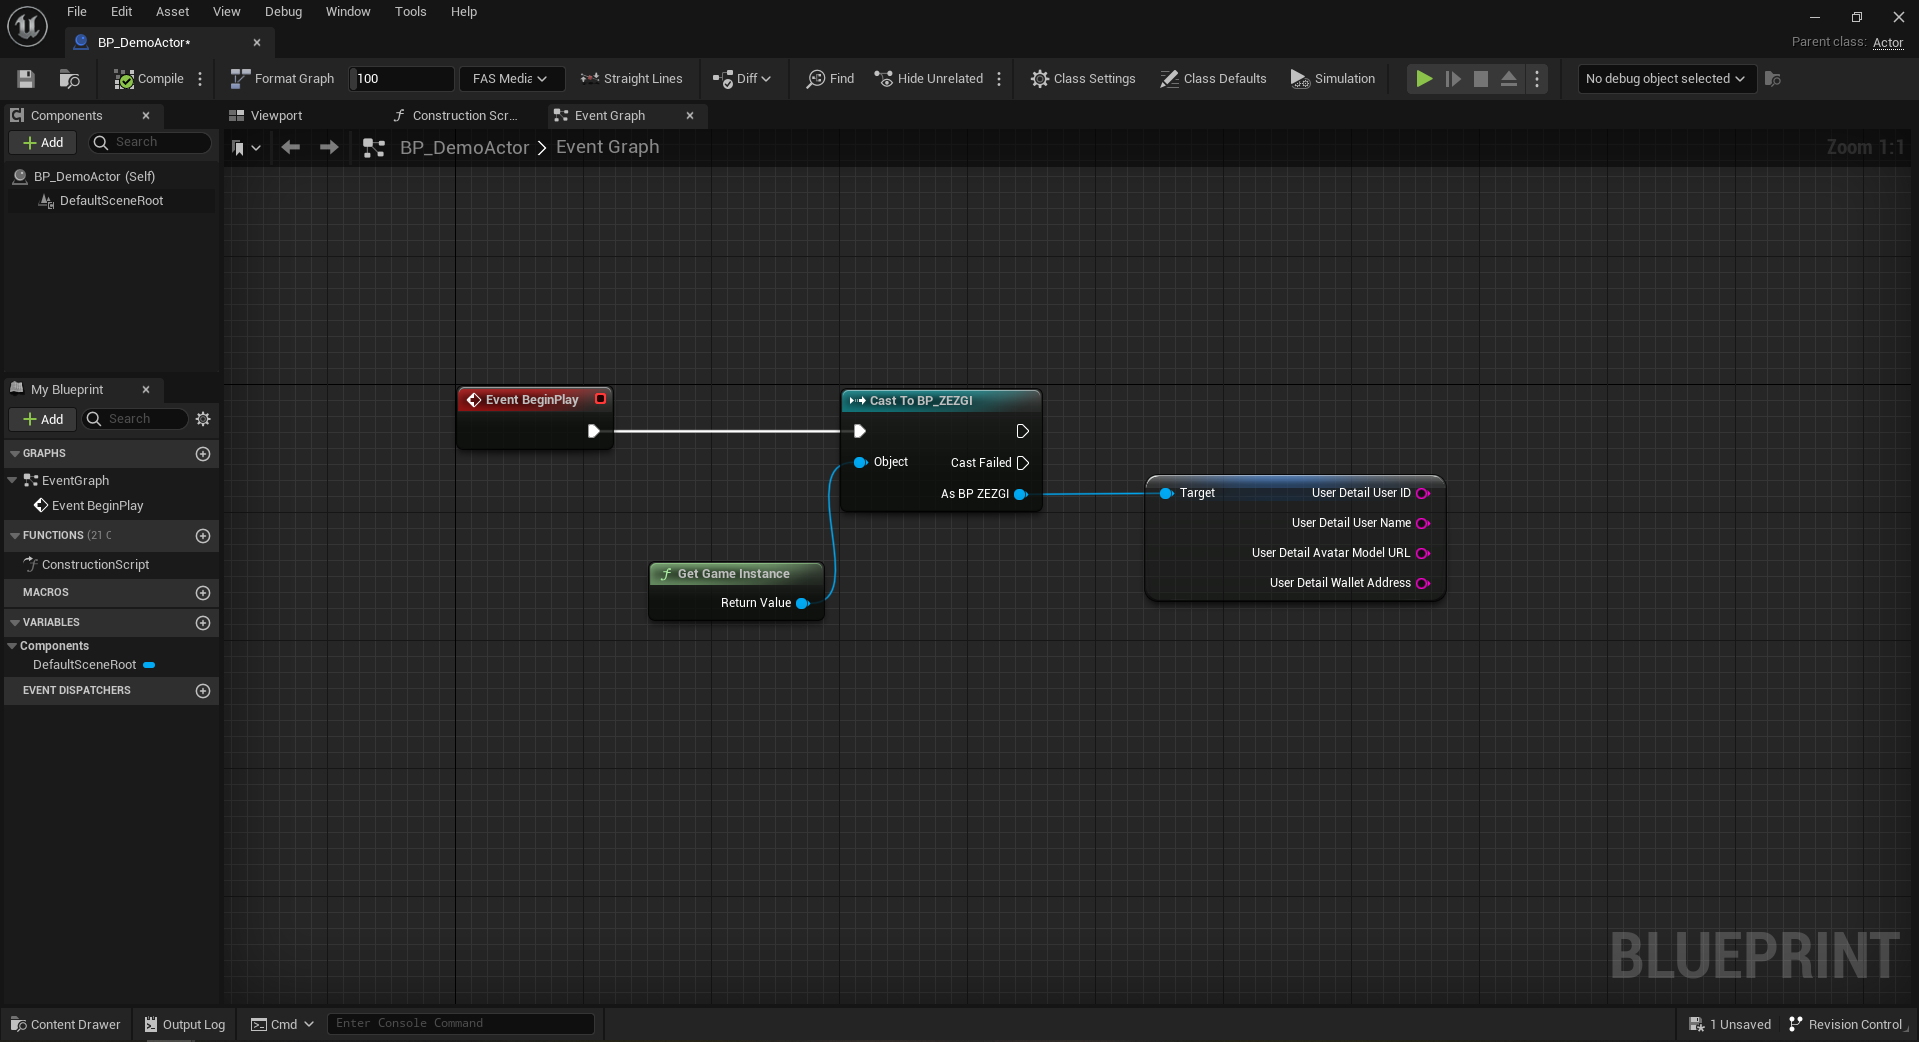 File Edit Asset View Debug Window Tools Help
BP_DemoActor*
Parent class: Actor
Compile Format Graph 100 FAS Media Straight Lines Diff Find Hide Unrelated Class Settings Class Defaults Simulation No debug object selected
Components
Viewport Construction Scr... Event Graph
Add Search
BP_DemoActor Event Graph Zoom 1:1
BP_DemoActor (Self)
DefaultSceneRoot
My Blueprint
Add Search
GRAPHS
EventGraph
Event BeginPlay
FUNCTIONS (21 C
ConstructionScript
MACROS
VARIABLES
Components
DefaultSceneRoot
EVENT DISPATCHERS
Event BeginPlay
Cast To BP_ZEZGI
Object Cast Failed
As BP ZEZGI
Get Game Instance
Return Value
Target User Detail User ID
User Detail User Name
User Detail Avatar Model URL
User Detail Wallet Address
BLUEPRINT
Content Drawer Output Log Cmd Enter Console Command 1 Unsaved Revision Control